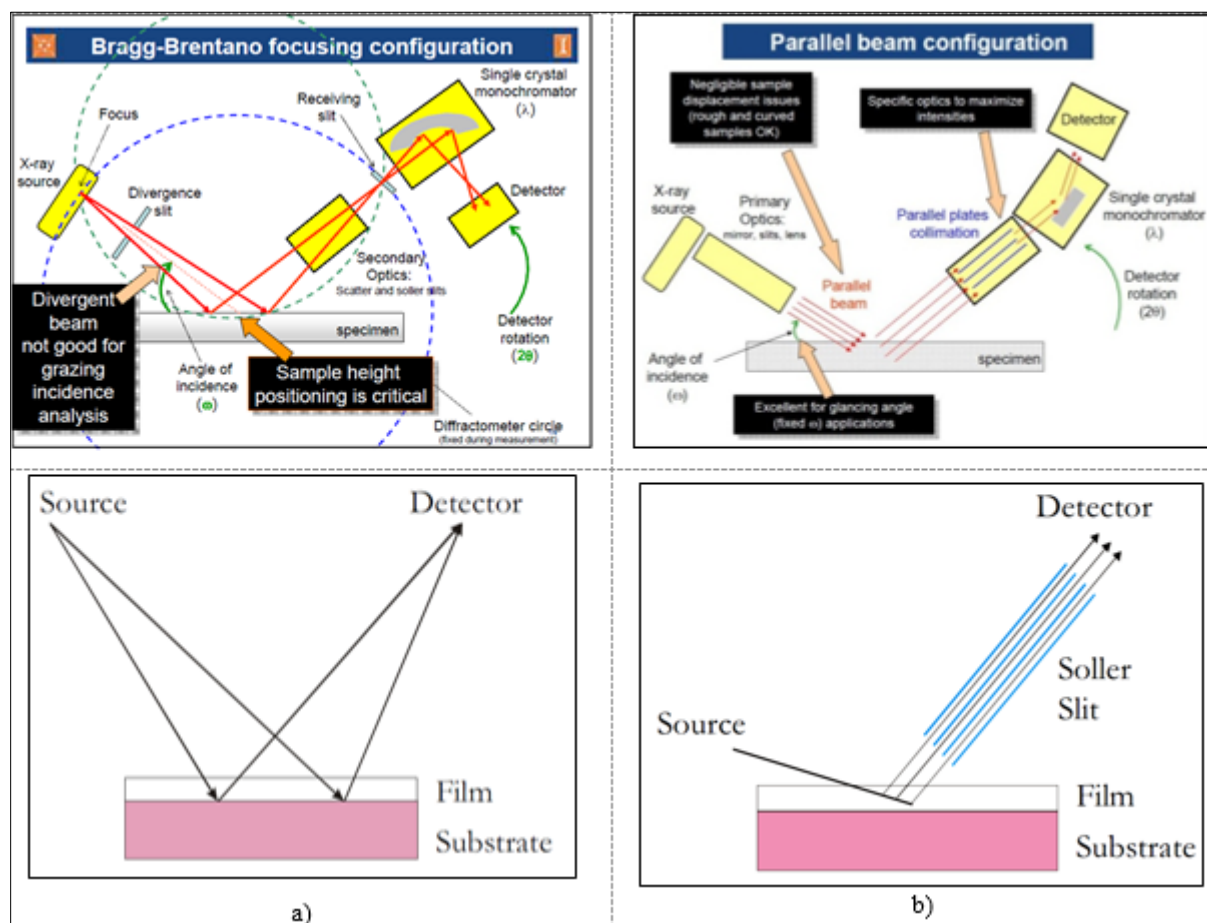 Bragg-Brentano focusing configuration
Focus
X-ray
source
Divergence
slit
Receiving
slit
Single crystal
monochromator
(λ)
Detector
Secondary
Optics:
Scatter and soller slits
Divergent
beam
not good for
grazing
incidence
analysis
Angle of
incidence
(ω)
specimen
Sample height
positioning is critical
Detector
rotation
(2θ)
Diffractometer circle
(fixed during measurement)
Parallel beam configuration
Negligible sample
displacement issues
(rough and curved
samples OK)
Specific optics to maximize
intensities
Detector
X-ray
source
Primary
Optics:
mirror, slits, lens
Parallel plates
collimation
Single crystal
monochromator
(λ)
Parallel
beam
Detector
rotation
(2θ)
Angle of
incidence
(ω)
specimen
Excellent for glancing angle
(fixed ω) applications
Source
Detector
Film
Substrate
a)
Detector
Soller
Slit
Source
Film
Substrate
b)